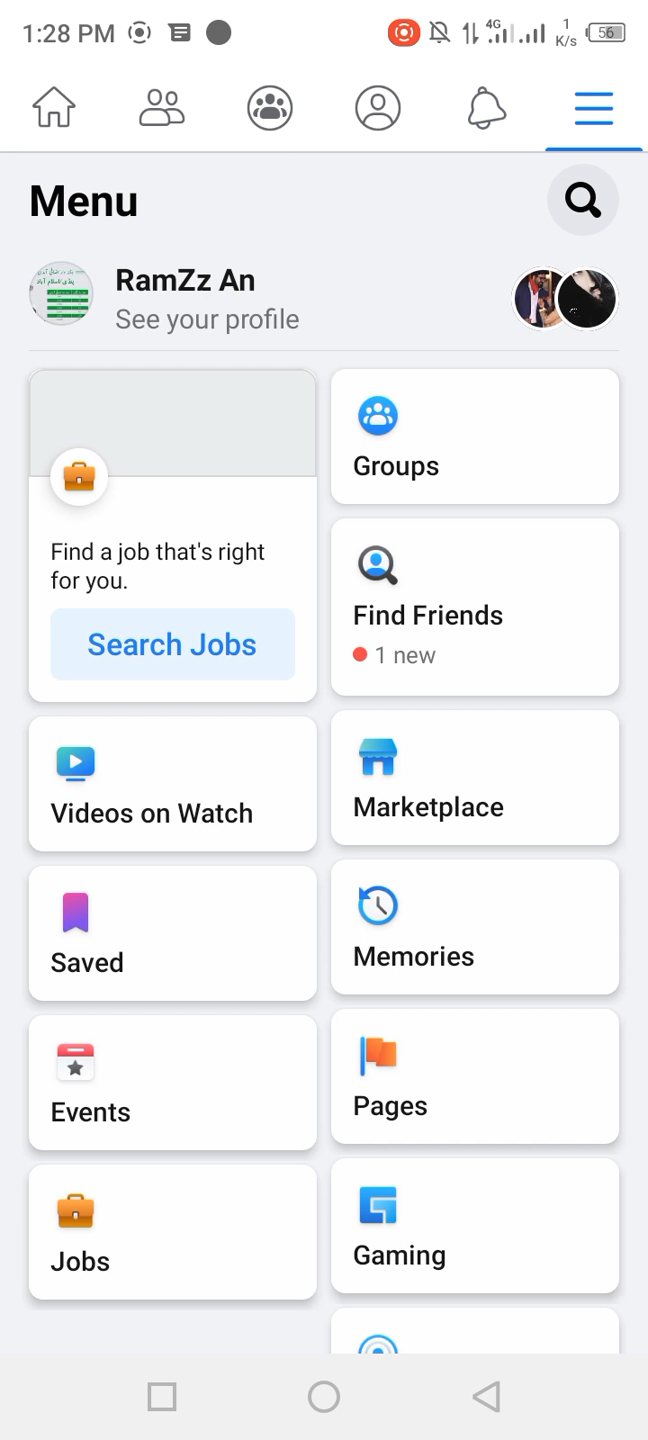 1:28 PM
4G
1
K/s
56
Menu
RamZz An
See your profile
Find a job that's right
for you.
Search Jobs
Groups
Find Friends
1 new
Videos on Watch
Marketplace
Saved
Memories
Events
Pages
Jobs
Gaming